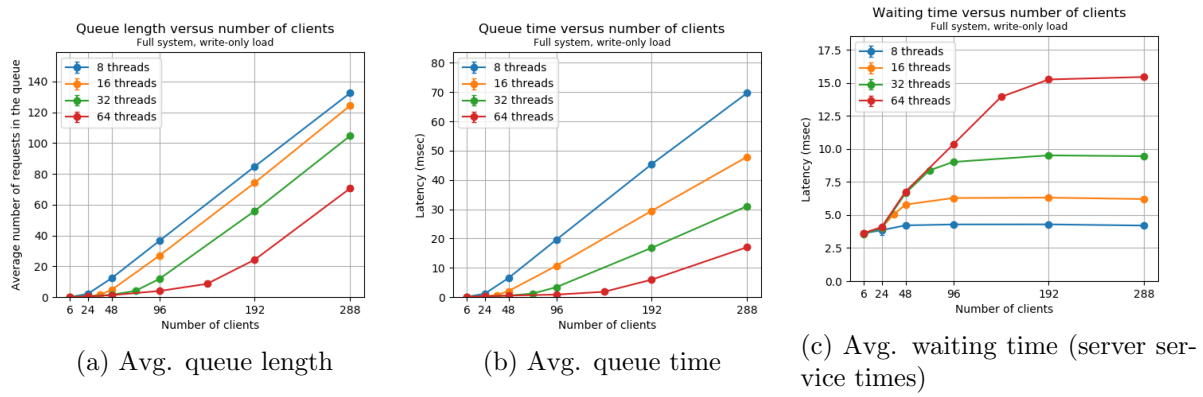 Queue length versus number of clients
Full system, write-only load
Average number of requests in the queue
140
120
100
80
60
40
20
0
8 threads
16 threads
32 threads
64 threads
6 24 48 96 192 288
Number of clients
(a) Avg. queue length
Queue time versus number of clients
Full system, write-only load
Latency (msec)
80
70
60
50
40
30
20
10
0
8 threads
16 threads
32 threads
64 threads
6 24 48 96 192 288
Number of clients
(b) Avg. queue time
Waiting time versus number of clients
Full system, write-only load
Latency (msec)
17.5
15.0
12.5
10.0
7.5
5.0
2.5
0.0
8 threads
16 threads
32 threads
64 threads
6 24 48 96 192 288
Number of clients
(c) Avg. waiting time (server ser-
vice times)